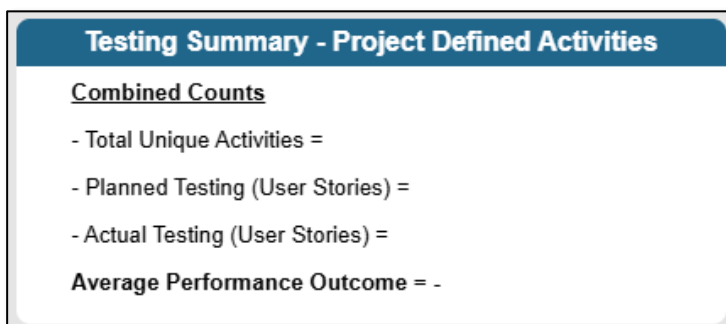 Testing Summary - Project Defined Activities
Combined Counts
- Total Unique Activities =
- Planned Testing (User Stories) =
- Actual Testing (User Stories) =
Average Performance Outcome = -